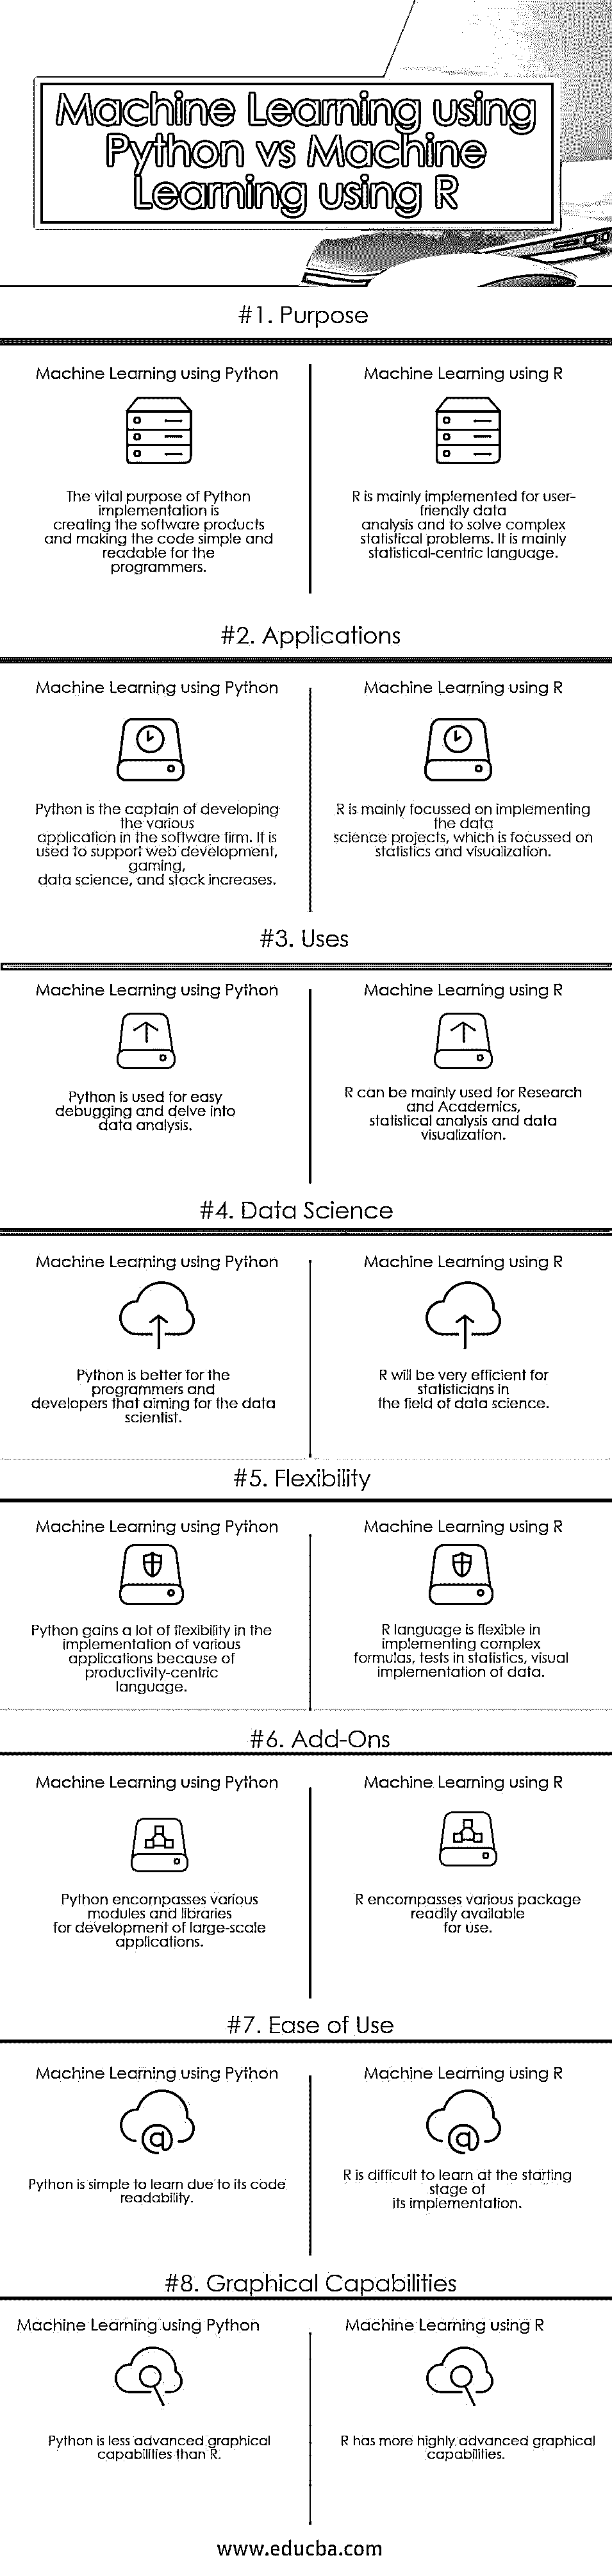 Machine Learning using
Python vs Machine
Learning using R
#1. Purpose
Machine Learning using Python
The vital purpose of Python
implementation is
creating the software products
and making the code simple and
readable for the
programmers.
Machine Learning using R
R is mainly implemented for user-
friendly data
analysis and to solve complex
statistical problems. It is mainly
statistical-centric language.
#2. Applications
Machine Learning using Python
Python is the captain of developing
the various
application in the software firm. It is
used to support web development,
gaming,
data science, and stack increases.
Machine Learning using R
R is mainly focussed on implementing
the data
science projects, which is focussed on
statistics and visualization.
#3. Uses
Machine Learning using Python
Python is used for easy
debugging and delve into
data analysis.
Machine Learning using R
R can be mainly used for Research
and Academics,
statistical analysis and data
visualization.
#4. Data Science
Machine Learning using Python
Python is better for the
programmers and
developers that aiming for the data
scientist.
Machine Learning using R
R will be very efficient for
statisticians in
the field of data science.
#5. Flexibility
Machine Learning using Python
Python gains a lot of flexibility in the
implementation of various
applications because of
productivity-centric
language.
Machine Learning using R
R language is flexible in
implementing complex
formulas, tests in statistics, visual
implementation of data.
#6. Add-Ons
Machine Learning using Python
Python encompasses various
modules and libraries
for development of large-scale
applications.
Machine Learning using R
R encompasses various package
readily available
for use.
#7. Ease of Use
Machine Learning using Python
Python is simple to learn due to its code
readability.
Machine Learning using R
R is difficult to learn at the starting
stage of
its implementation.
#8. Graphical Capabilities
Machine Learning using Python
Python is less advanced graphical
capabilities than R.
Machine Learning using R
R has more highly advanced graphical
capabilities.
www.educba.com